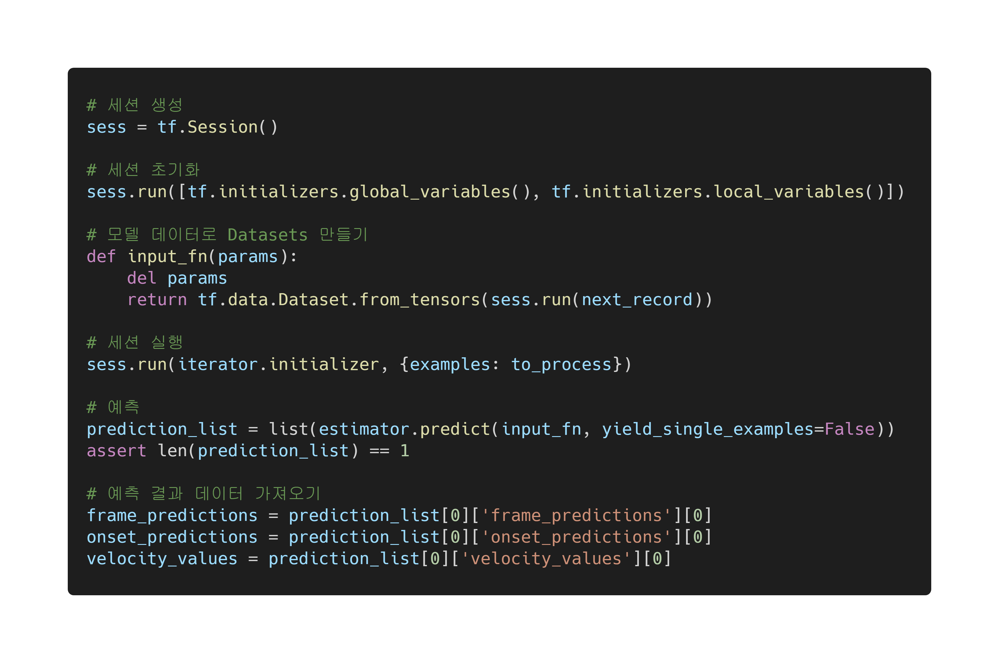 # 세션 생성
sess = tf.Session()
# 세션 초기화
sess.run([tf.initializers.global_variables(), tf.initializers.local_variables()])
# 모델 데이터로 Datasets 만들기
def input_fn(params):
    del params
    return tf.data.Dataset.from_tensors(sess.run(next_record))
# 세션 실행
sess.run(iterator.initializer, {examples: to_process})
# 예측
prediction_list = list(estimator.predict(input_fn, yield_single_examples=False))
assert len(prediction_list) == 1
# 예측 결과 데이터 가져오기
frame_predictions = prediction_list[0]['frame_predictions'][0]
onset_predictions = prediction_list[0]['onset_predictions'][0]
velocity_values = prediction_list[0]['velocity_values'][0]